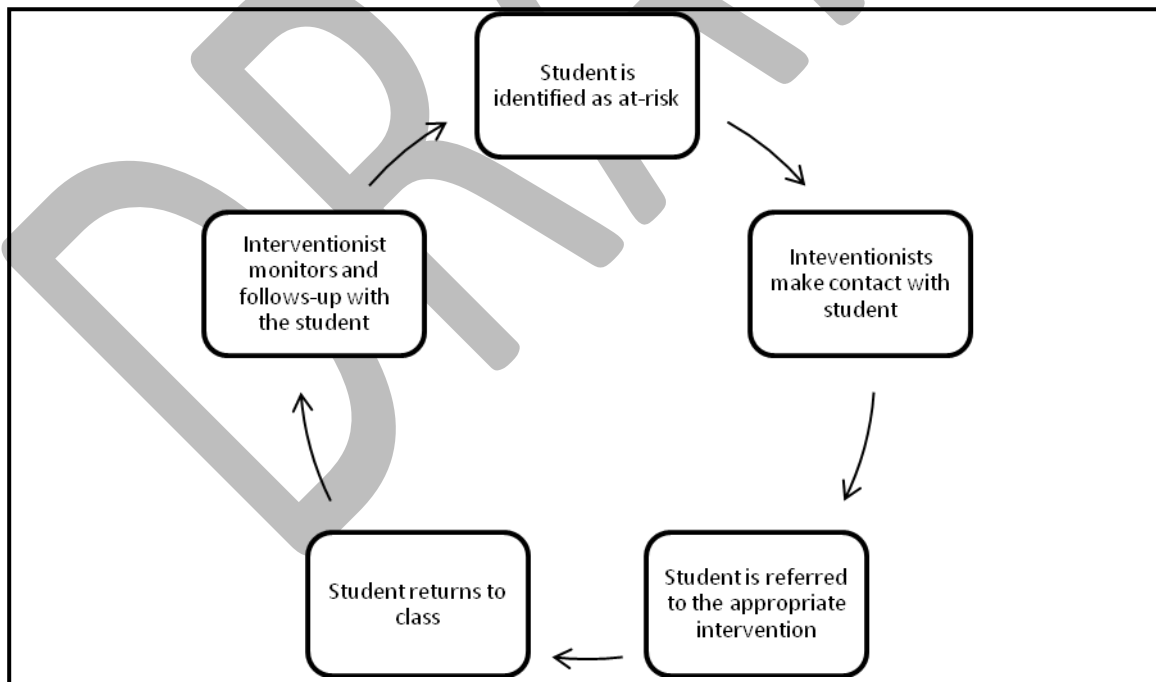 Student is
identified as at-risk
Inteventionists
make contact with
student
Student is referred
to the appropriate
intervention
Student returns to
class
Interventionist
monitors and
follows-up with
the student
DRA